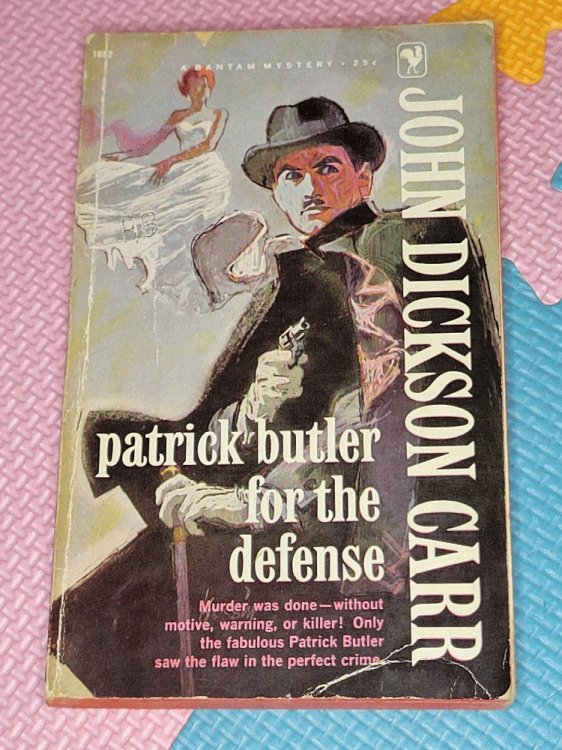 1682
A BANTAM MYSTERY • 25¢
JOHN DICKSON CARR
patrick butler
for the
defense
Murder was done—without
motive, warning, or killer! Only
the fabulous Patrick Butler
saw the flaw in the perfect crime.